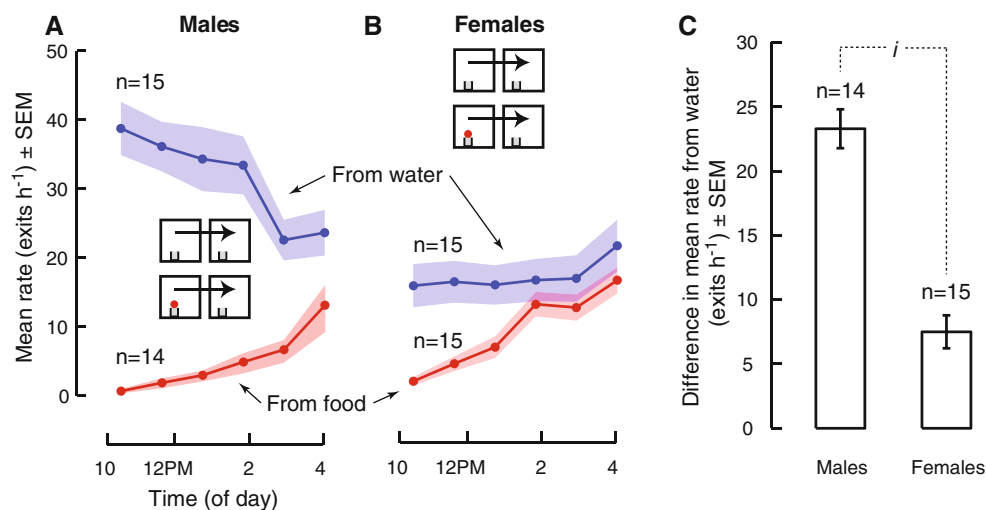 A
Males
B
Females
C
Mean rate (exits h⁻¹) ± SEM
50
40
30
20
10
0
n=15
n=14
From water
From food
n=15
n=15
10
12PM
2
4
10
12PM
2
4
Time (of day)
Difference in mean rate from water
(exits h⁻¹) ± SEM
30
25
20
15
10
5
0
i
n=14
n=15
Males
Females